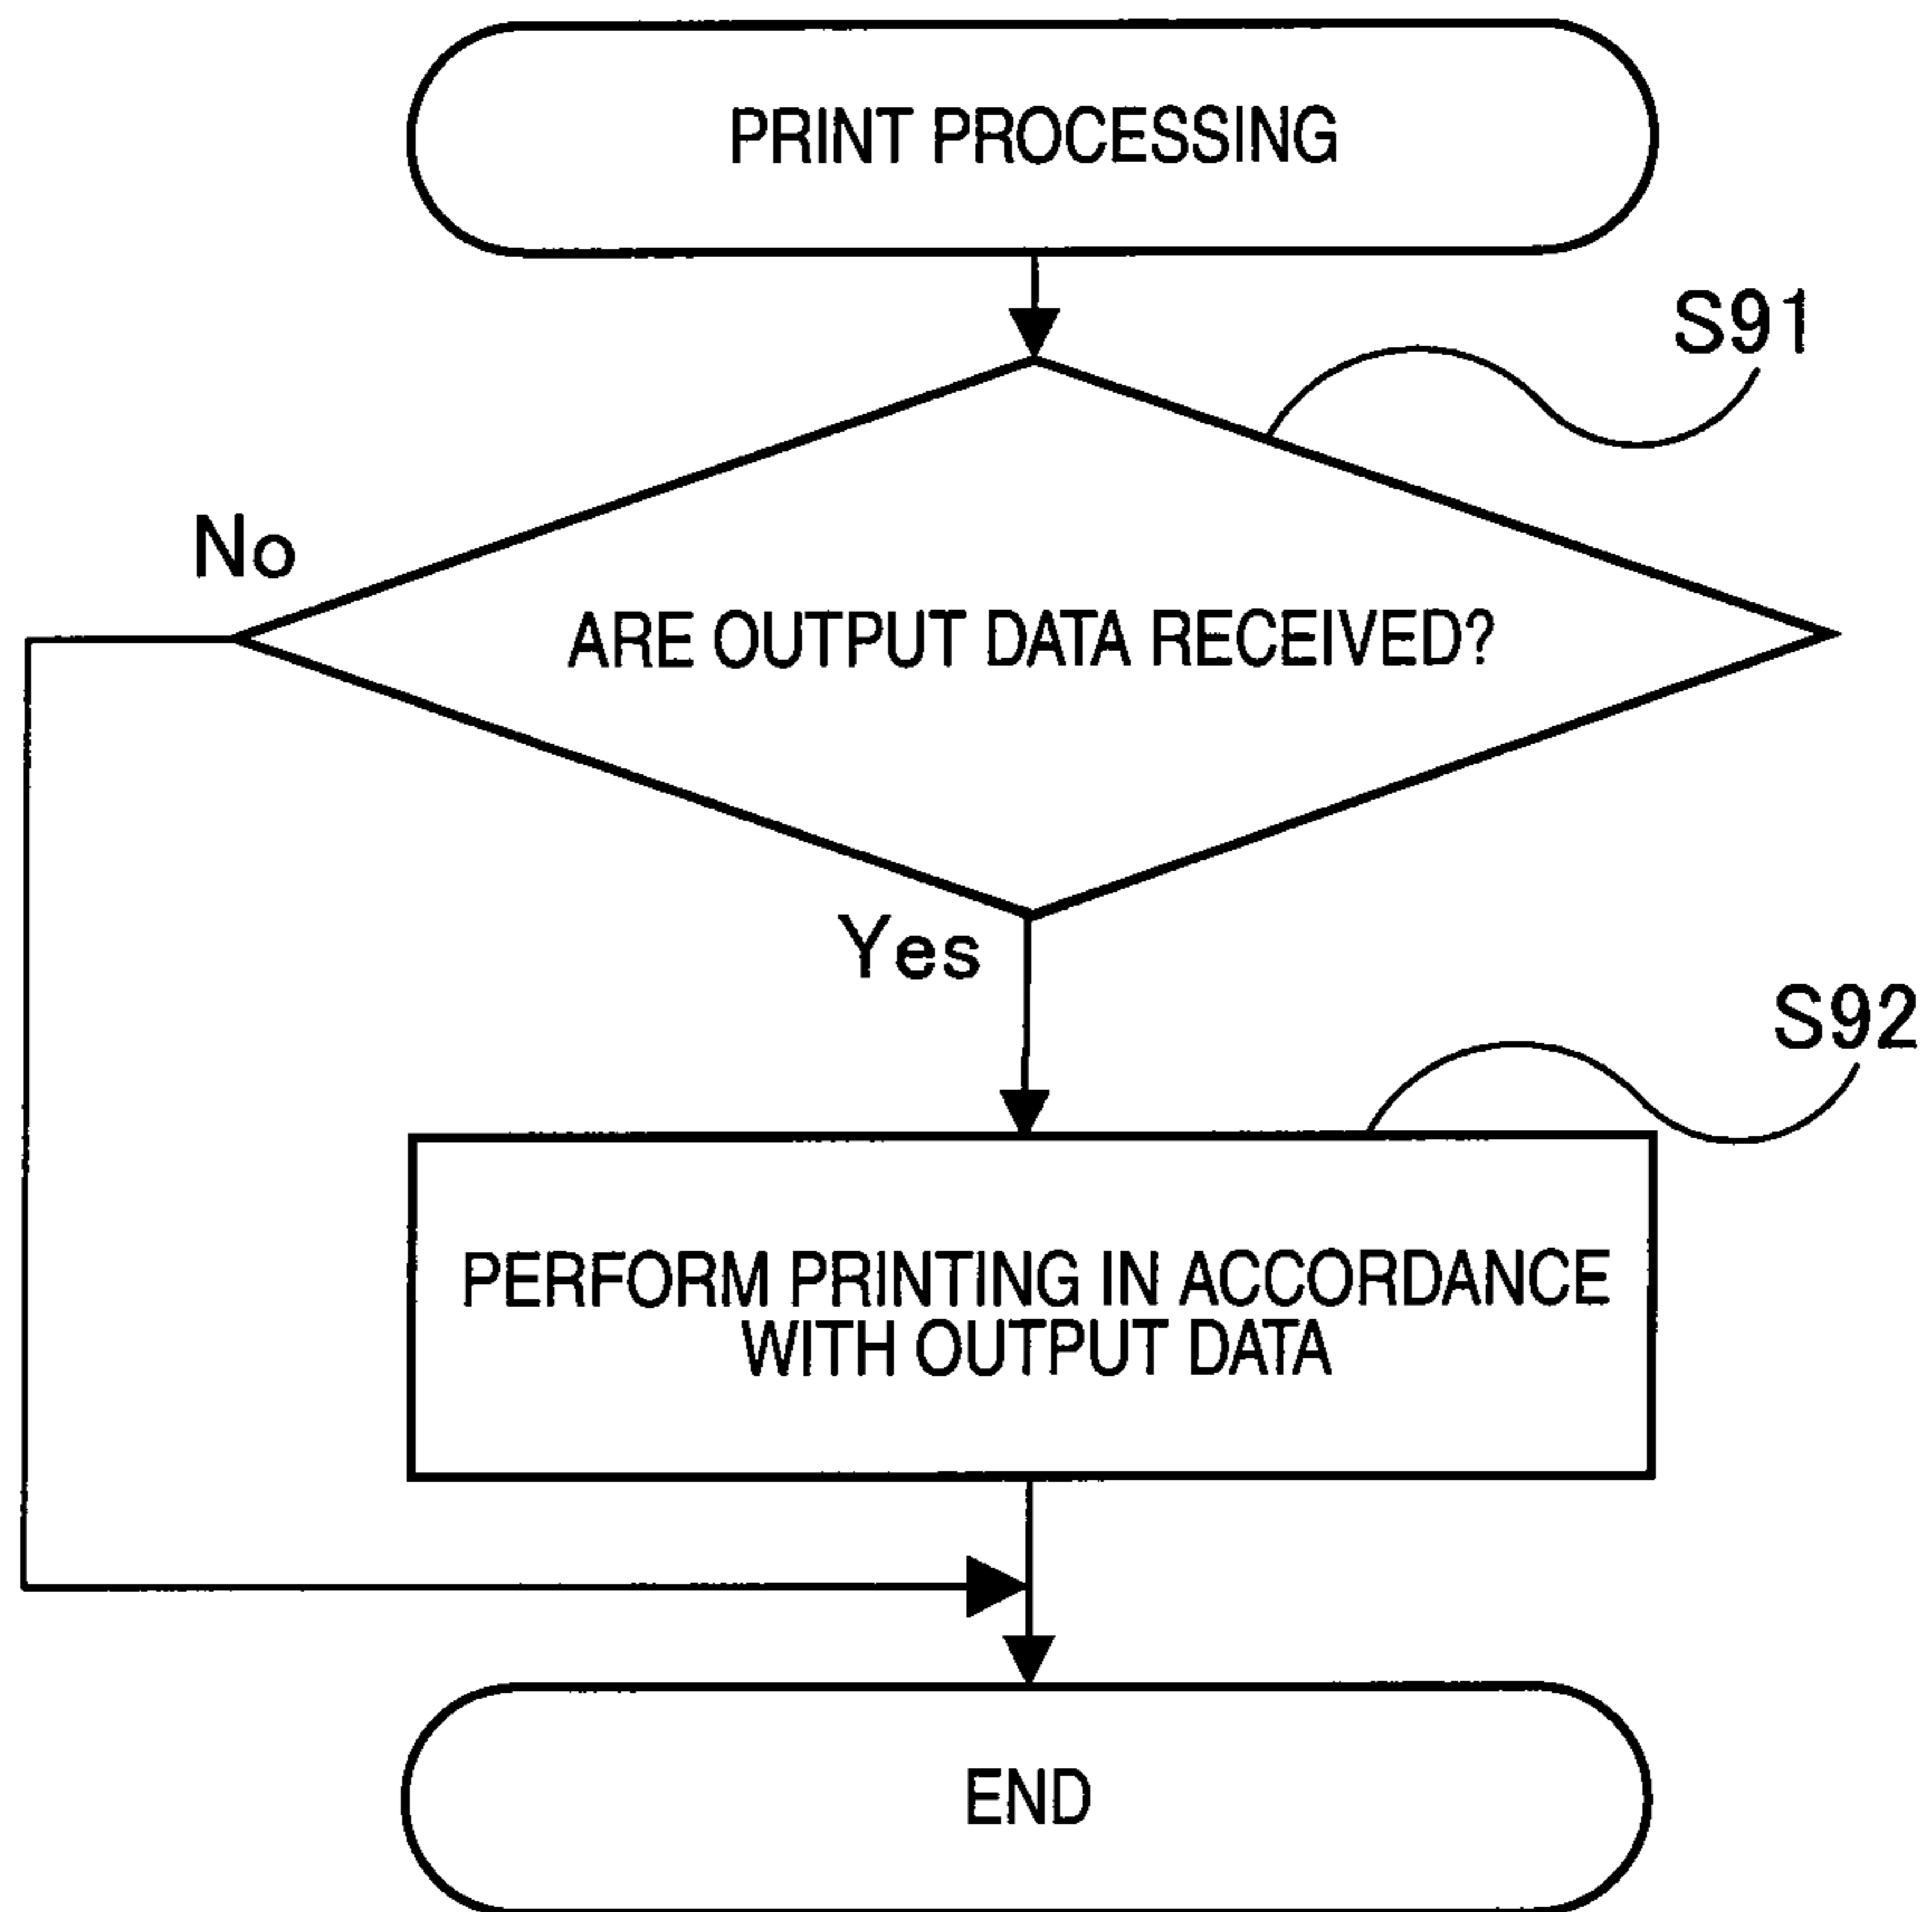 PRINT PROCESSING
S91
No
ARE OUTPUT DATA RECEIVED?
Yes
S92
PERFORM PRINTING IN ACCORDANCE
WITH OUTPUT DATA
END